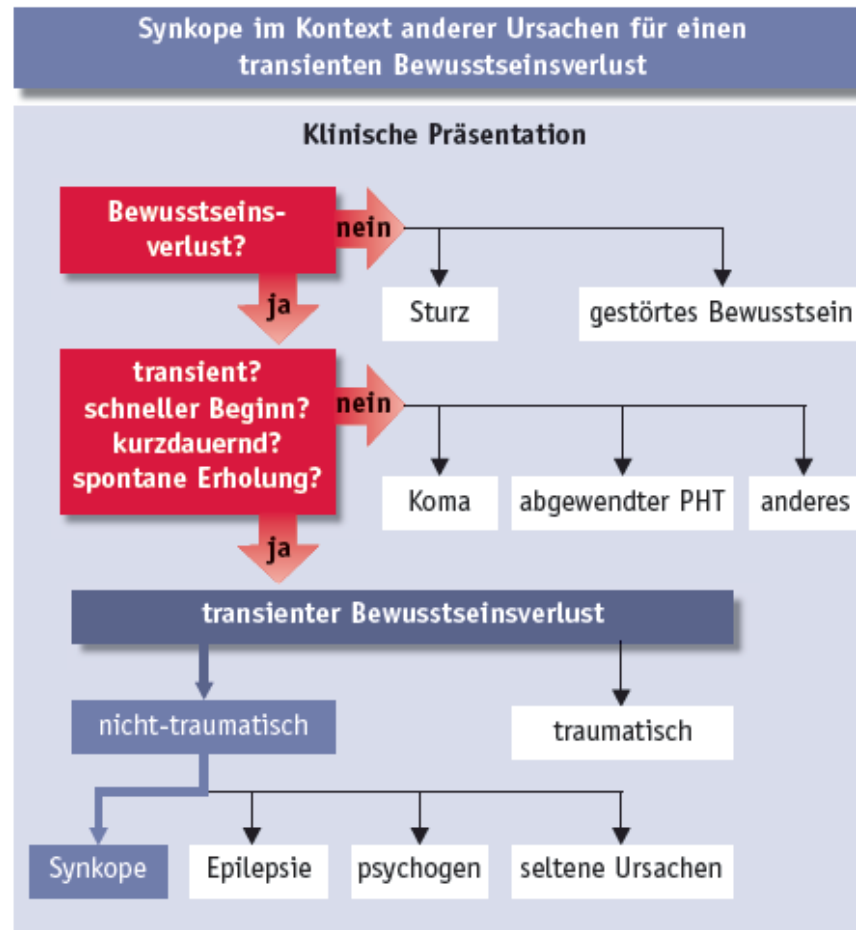 Synkope im Kontext anderer Ursachen für einen
transienten Bewusstseinsverlust
Klinische Präsentation
Bewusstseins-
verlust?
nein
ja
Sturz
gestörtes Bewusstsein
transient?
schneller Beginn?
kurzdauernd?
spontane Erholung?
nein
ja
Koma
abgewendter PHT
anderes
transienter Bewusstseinsverlust
nicht-traumatisch
traumatisch
Synkope
Epilepsie
psychogen
seltene Ursachen